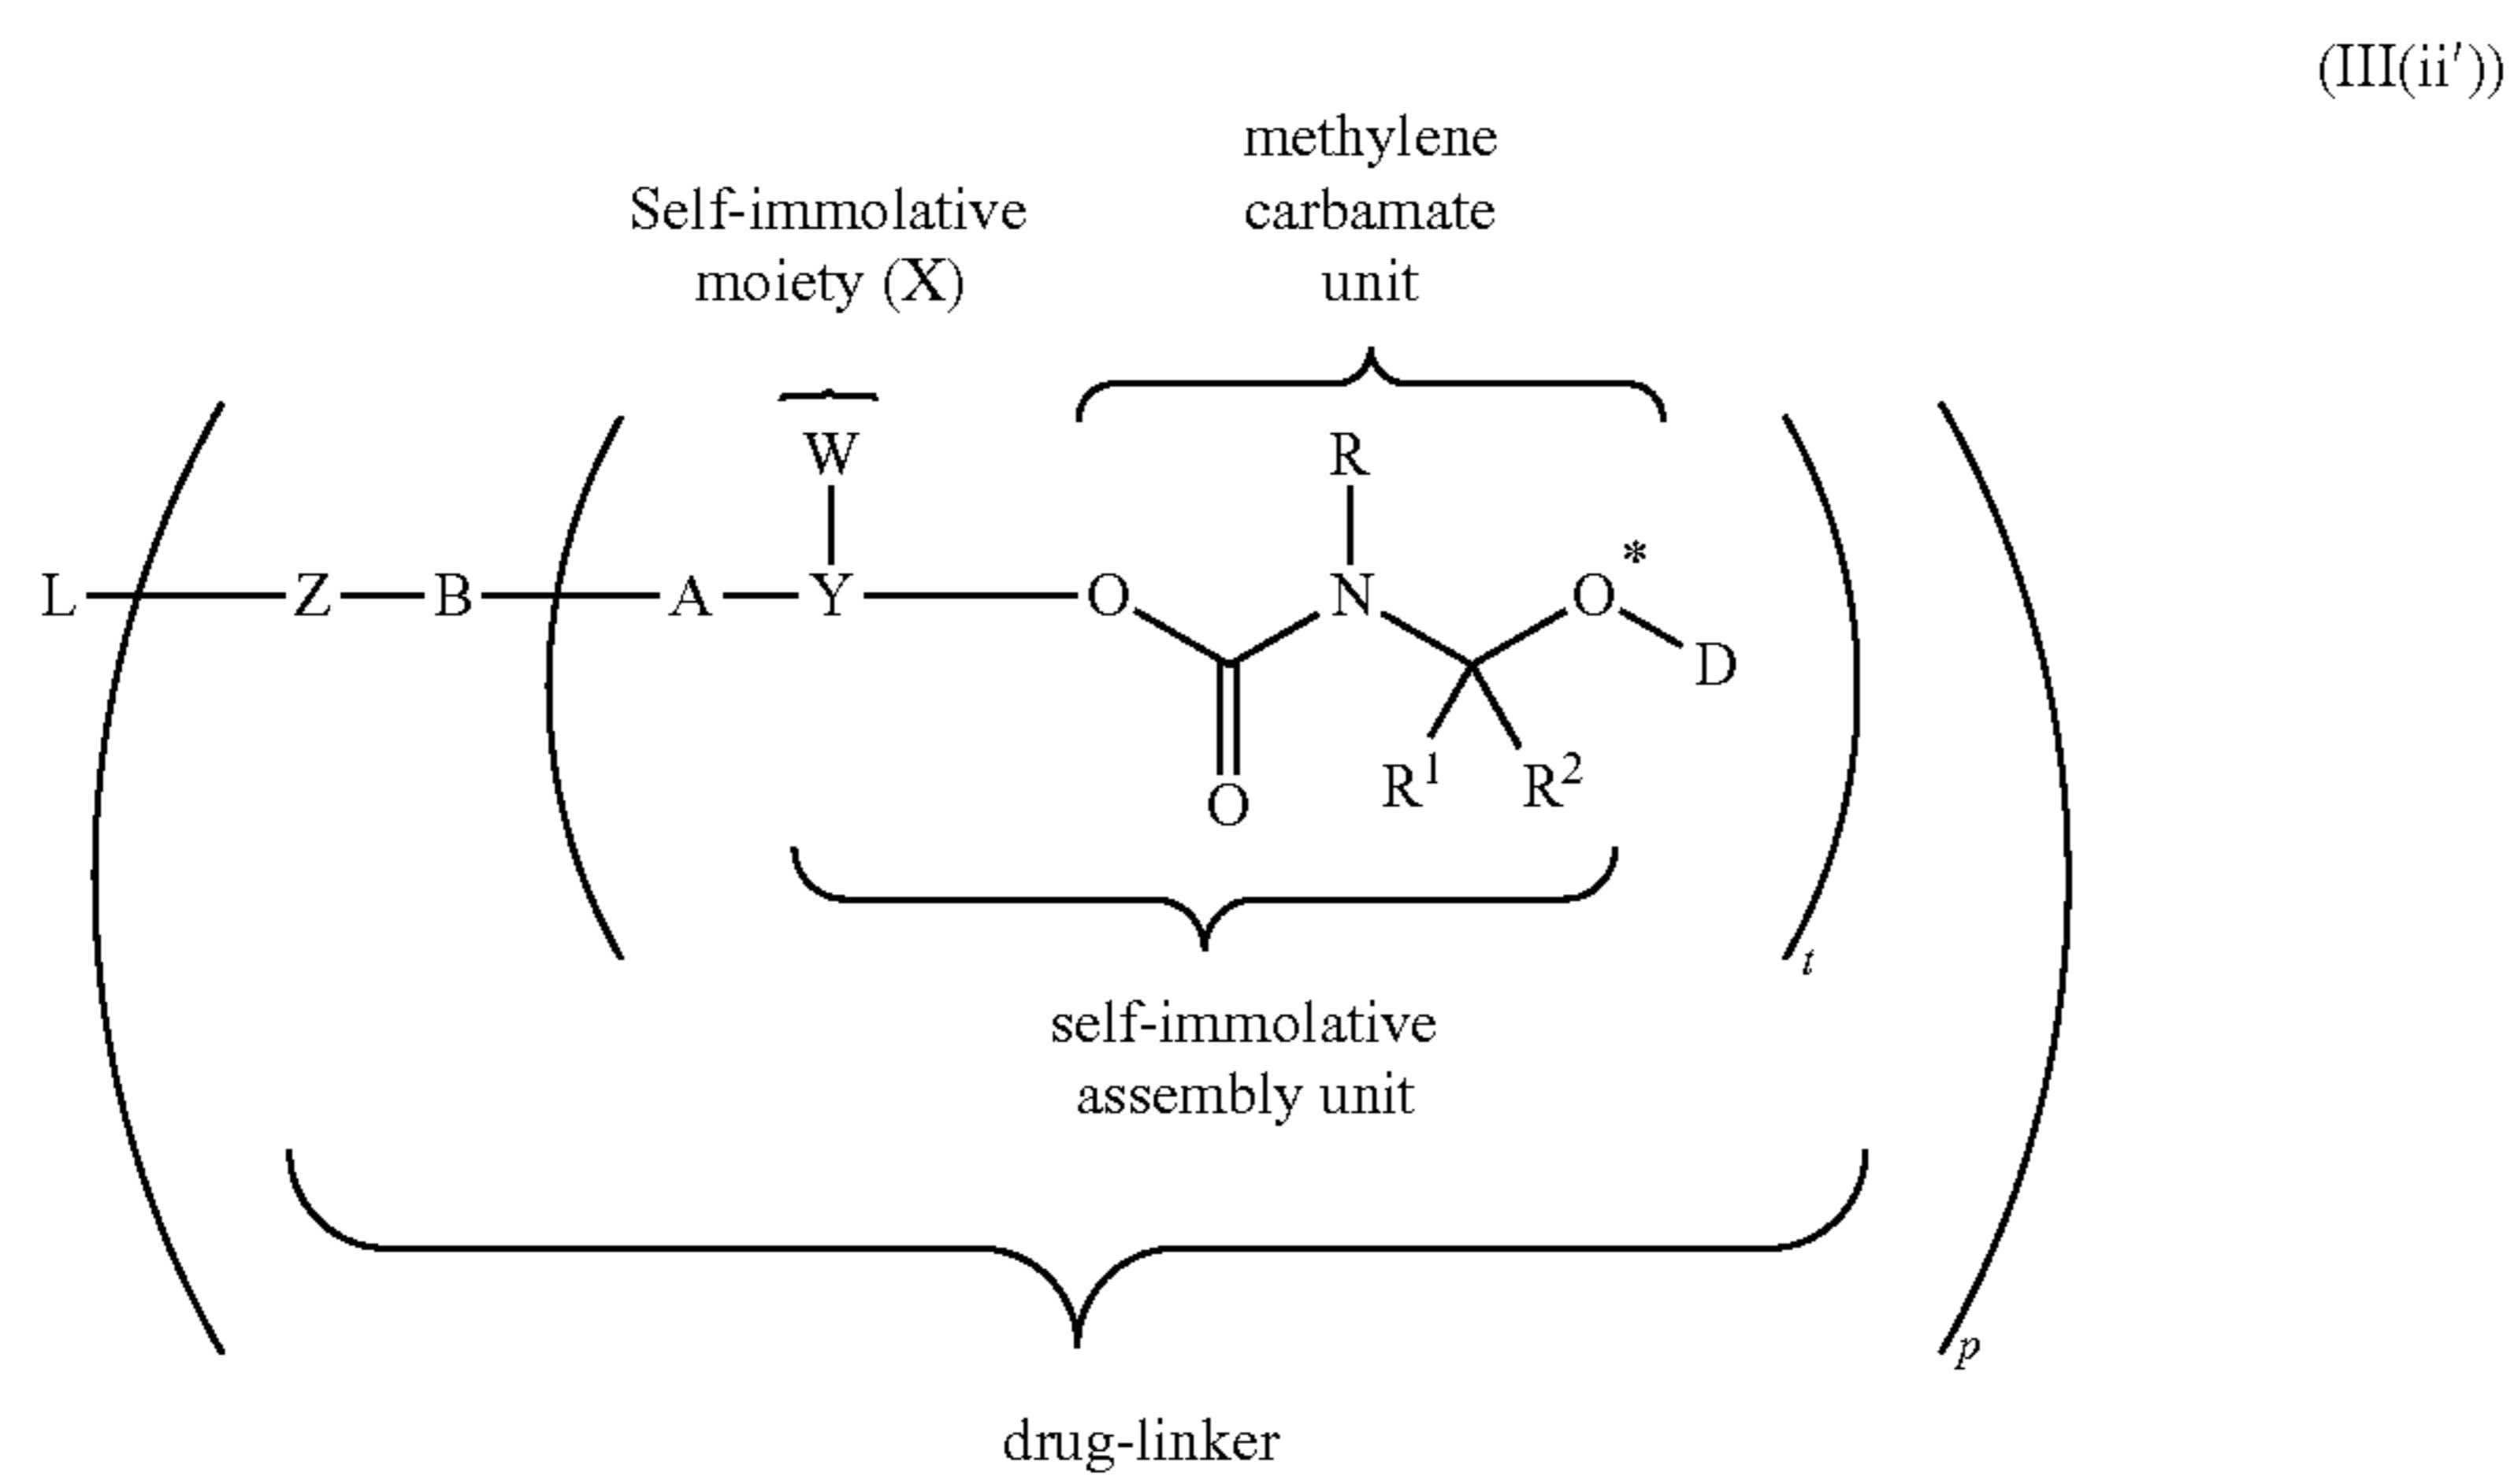 (III(ii′))
methylene
carbamate
unit
Self-immolative
moiety (X)
W
R
L Z B A Y O N O * D
R¹ R²
O
t
self-immolative
assembly unit
p
drug-linker